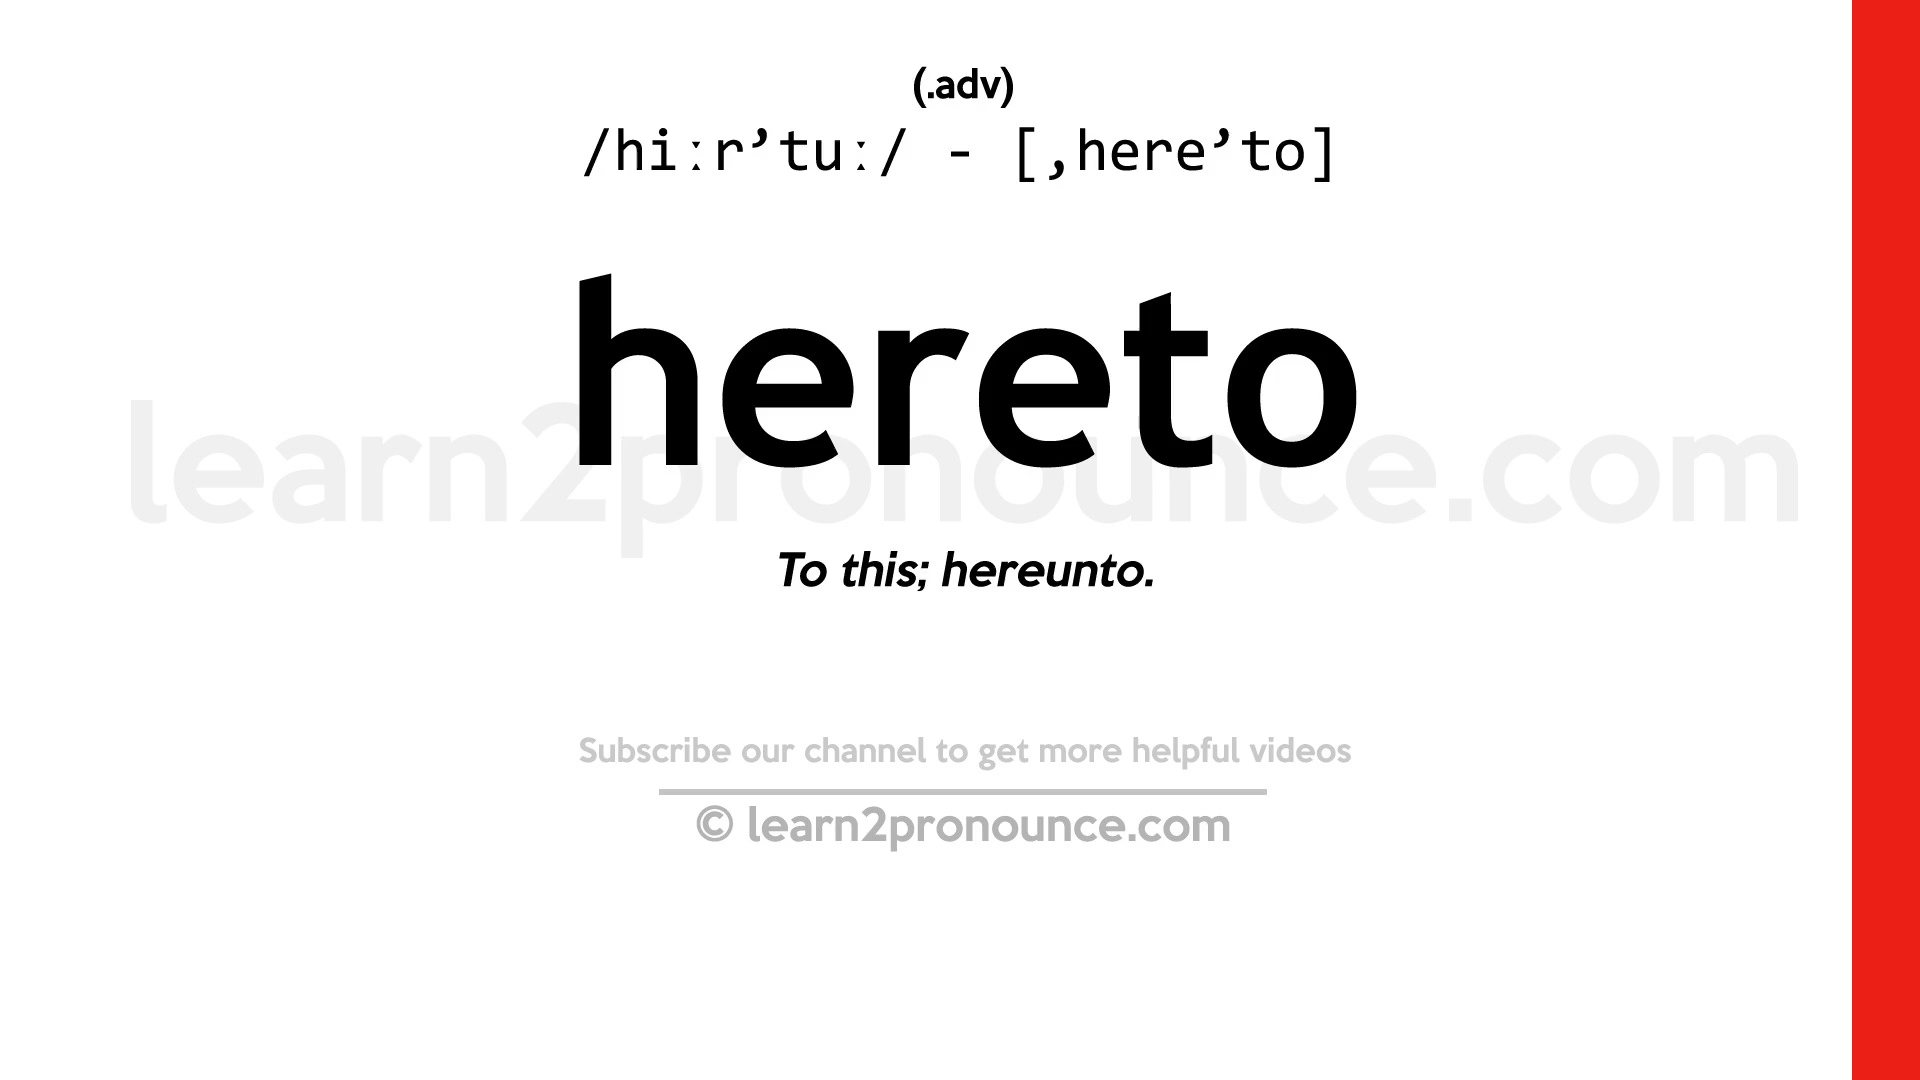 (.adv)
/hiːr’tuː/ - [,here’to]
hereto
learn2pronounce.com
To this; hereunto.
Subscribe our channel to get more helpful videos
© learn2pronounce.com